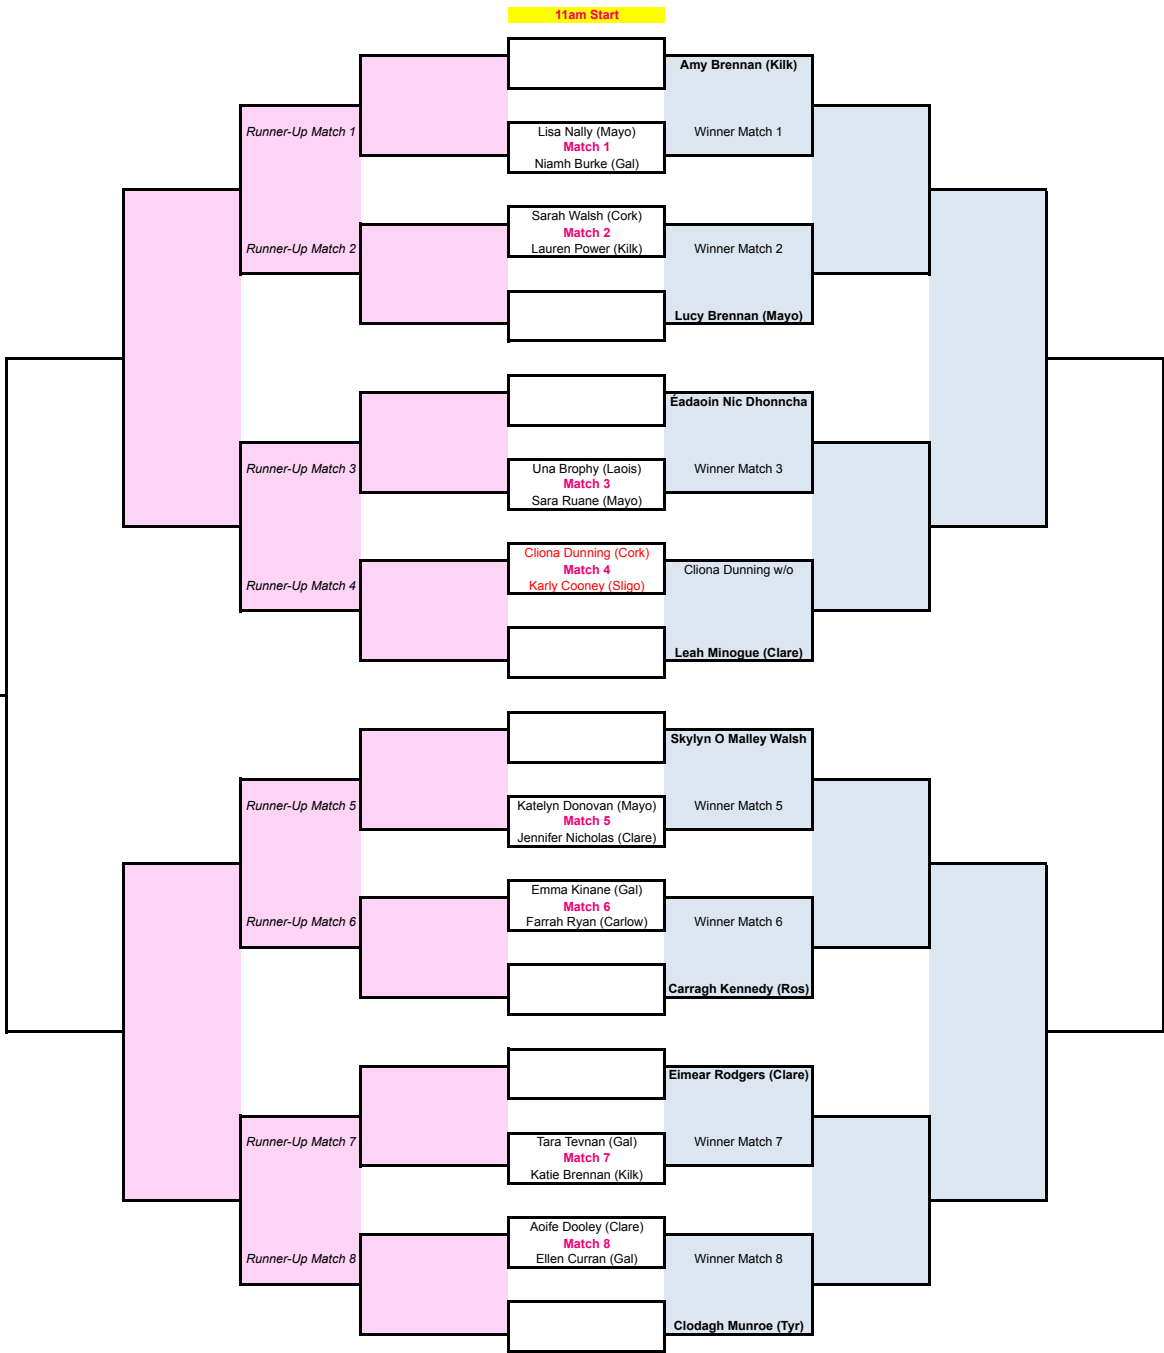 11am Start
Amy Brennan (Kilk)
Runner-Up Match 1
Lisa Nally (Mayo)
Match 1
Niamh Burke (Gal)
Winner Match 1
Sarah Walsh (Cork)
Match 2
Lauren Power (Kilk)
Runner-Up Match 2
Winner Match 2
Lucy Brennan (Mayo)
Éadaoin Nic Dhonncha
Runner-Up Match 3
Una Brophy (Laois)
Match 3
Sara Ruane (Mayo)
Winner Match 3
Cliona Dunning (Cork)
Match 4
Karly Cooney (Sligo)
Cliona Dunning w/o
Runner-Up Match 4
Leah Minogue (Clare)
Skylyn O Malley Walsh
Runner-Up Match 5
Katelyn Donovan (Mayo)
Match 5
Jennifer Nicholas (Clare)
Winner Match 5
Emma Kinane (Gal)
Match 6
Farrah Ryan (Carlow)
Runner-Up Match 6
Winner Match 6
Carragh Kennedy (Ros)
Eimear Rodgers (Clare)
Runner-Up Match 7
Tara Tevnan (Gal)
Match 7
Katie Brennan (Kilk)
Winner Match 7
Aoife Dooley (Clare)
Match 8
Ellen Curran (Gal)
Runner-Up Match 8
Winner Match 8
Clodagh Munroe (Tyr)